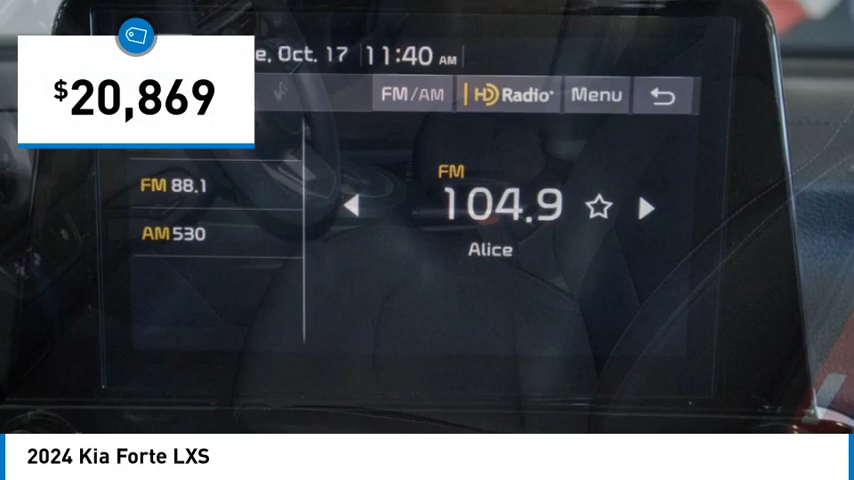 $20,869
e, Oct. 17 11:40 AM
FM/AM HD Radio Menu
FM 88.1
AM 530
FM
104.9
Alice
2024 Kia Forte LXS